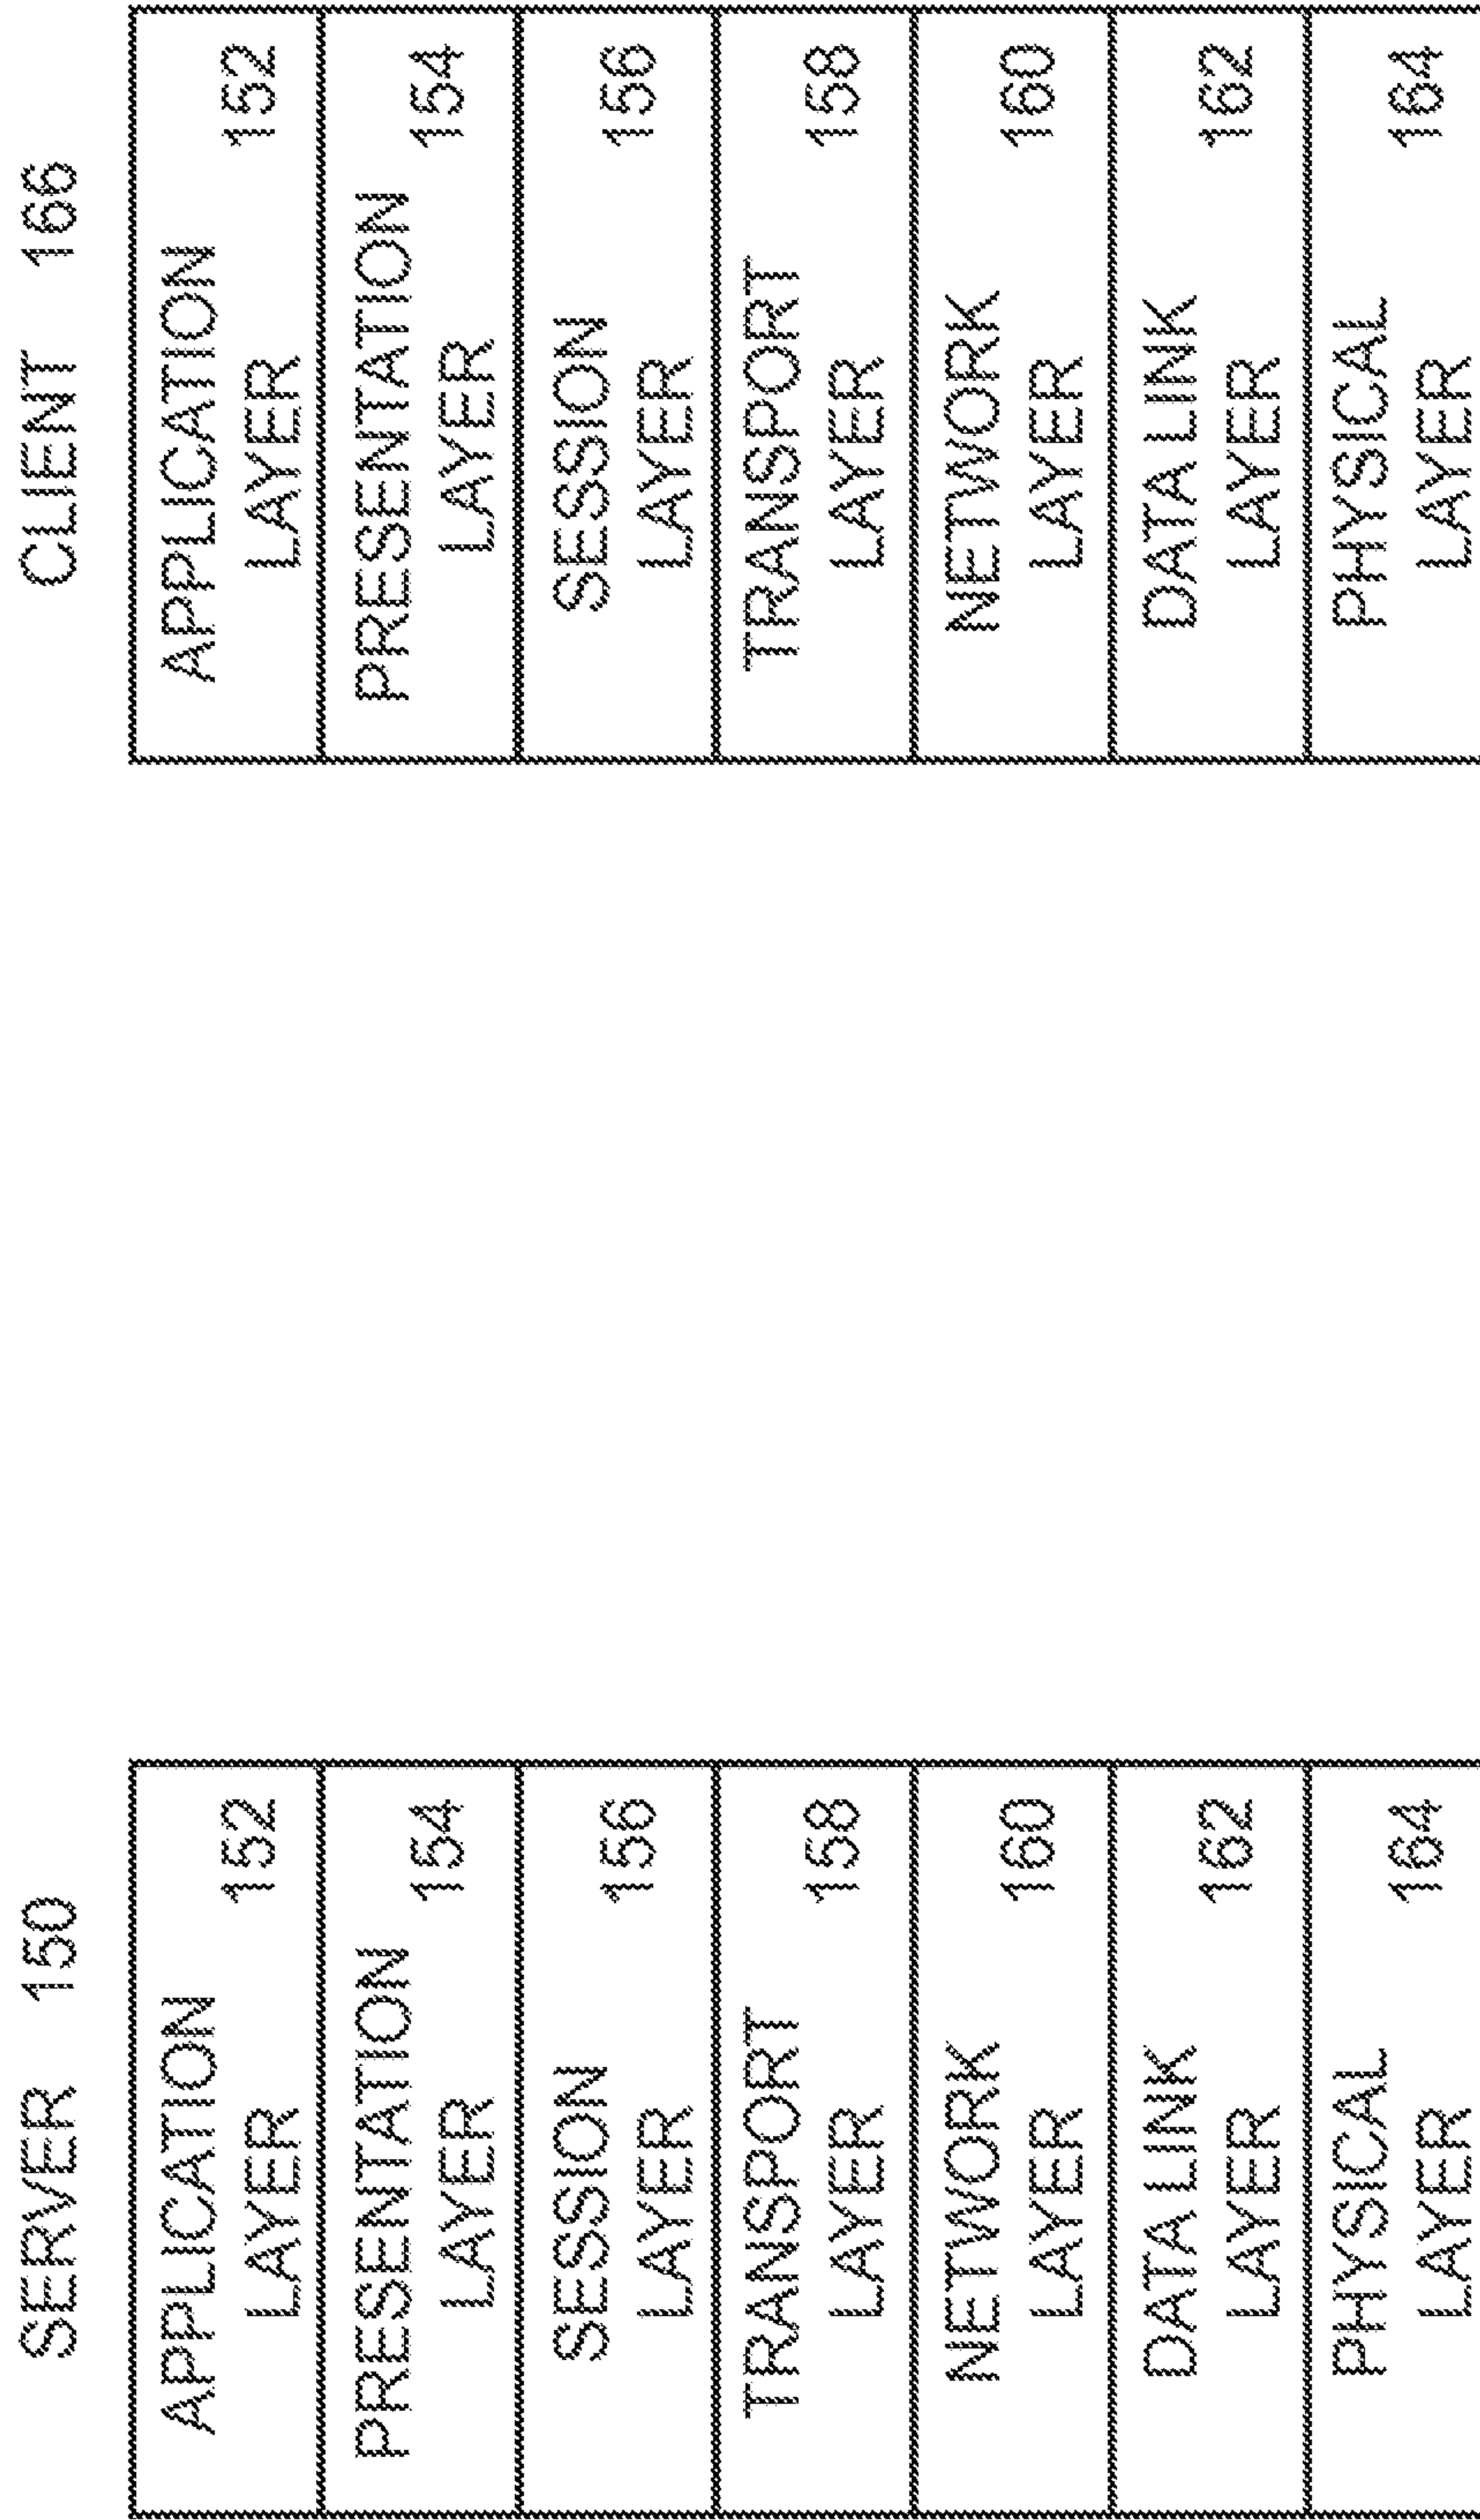 SERVER 150
APPLICATION
LAYER 152
PRESENTATION
LAYER 154
SESSION
LAYER 156
TRANSPORT
LAYER 158
NETWORK
LAYER 160
DATA LINK
LAYER 162
PHYSICAL
LAYER 164
CLIENT 166
APPLICATION
LAYER 152
PRESENTATION
LAYER 154
SESSION
LAYER 156
TRANSPORT
LAYER 158
NETWORK
LAYER 160
DATA LINK
LAYER 162
PHYSICAL
LAYER 164